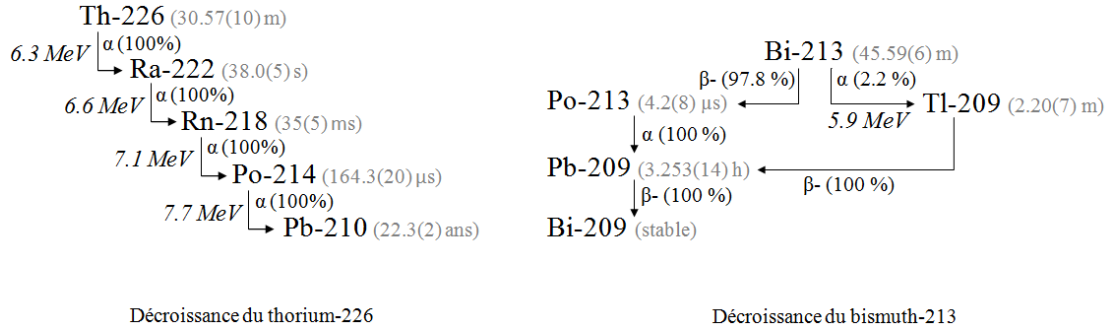 Th-226 (30.57(10) m)
6.3 MeV α (100%)
Ra-222 (38.0(5) s)
6.6 MeV α (100%)
Rn-218 (35(5) ms)
7.1 MeV α (100%)
Po-214 (164.3(20) µs)
7.7 MeV α (100%)
Pb-210 (22.3(2) ans)
Décroissance du thorium-226
Bi-213 (45.59(6) m)
β- (97.8 %) α (2.2 %)
Po-213 (4.2(8) µs) 5.9 MeV Tl-209 (2.20(7) m)
α (100 %)
Pb-209 (3.253(14) h)
β- (100 %)
β- (100 %)
Bi-209 (stable)
Décroissance du bismuth-213